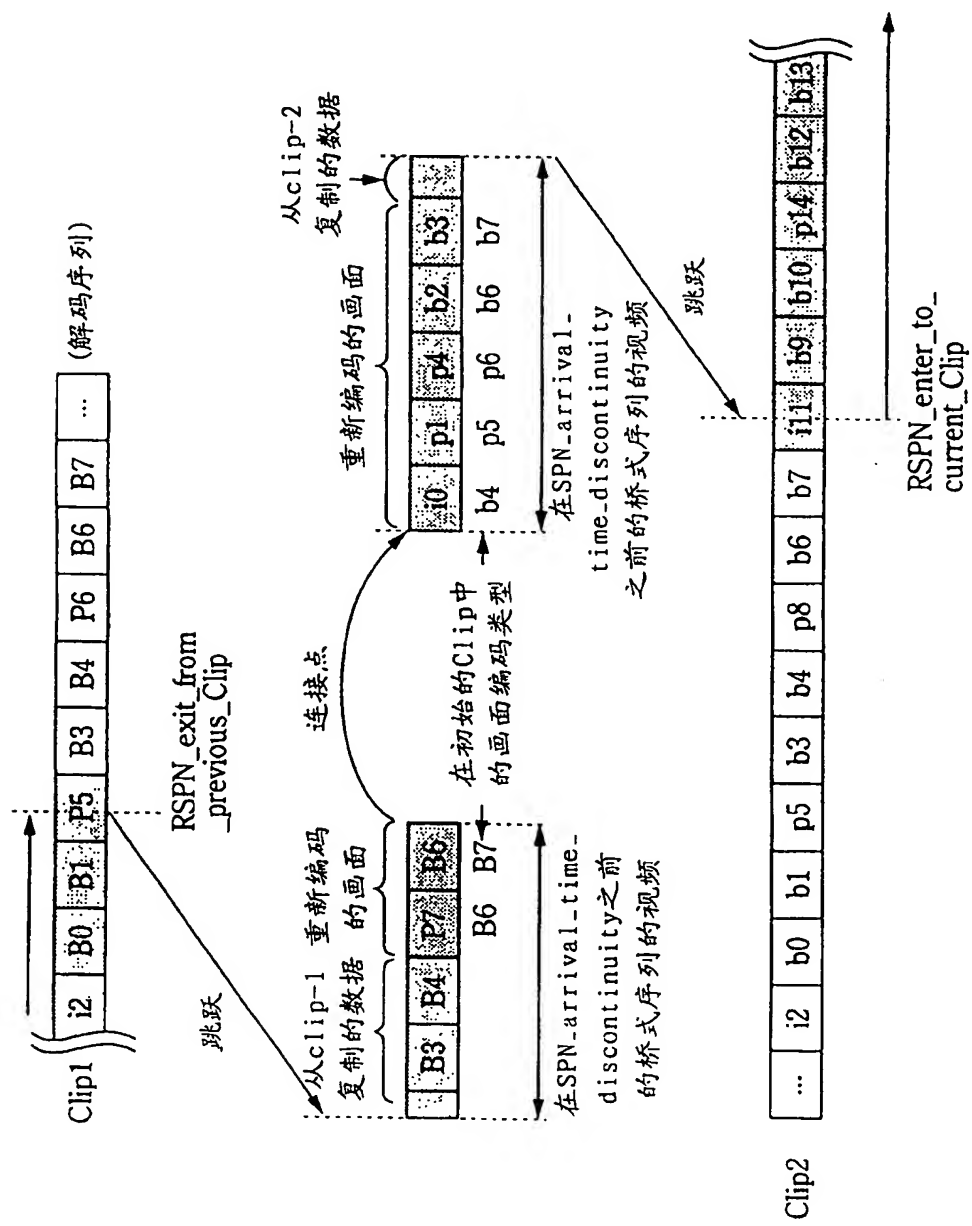 Clip1
i2 B0 B1 P5 B3 B4 P6 B6 B7 ...
(解码序列)
跳跃
RSPN_exit_from
_previous_Clip
从clip-1
复制的数据
重新编码
的画面
连接点
重新编码的画面
从clip-2
复制的数据
B3 B4 P7 B6
B6 B7
i0 p1 p4 b2 b3
b4 p5 p6 b6 b7
在初始的Clip中
的画面编码类型
在SPN_arrival_time_
discontinuity之前
的桥式序列的视频
在SPN_arrival_
time_discontinuity
之前的桥式序列的视频
跳跃
Clip2
... i2 b0 b1 p5 b3 b4 p8 b6 b7 i11 b9 b10 p14 b12 b13
RSPN_enter_to_
current_Clip